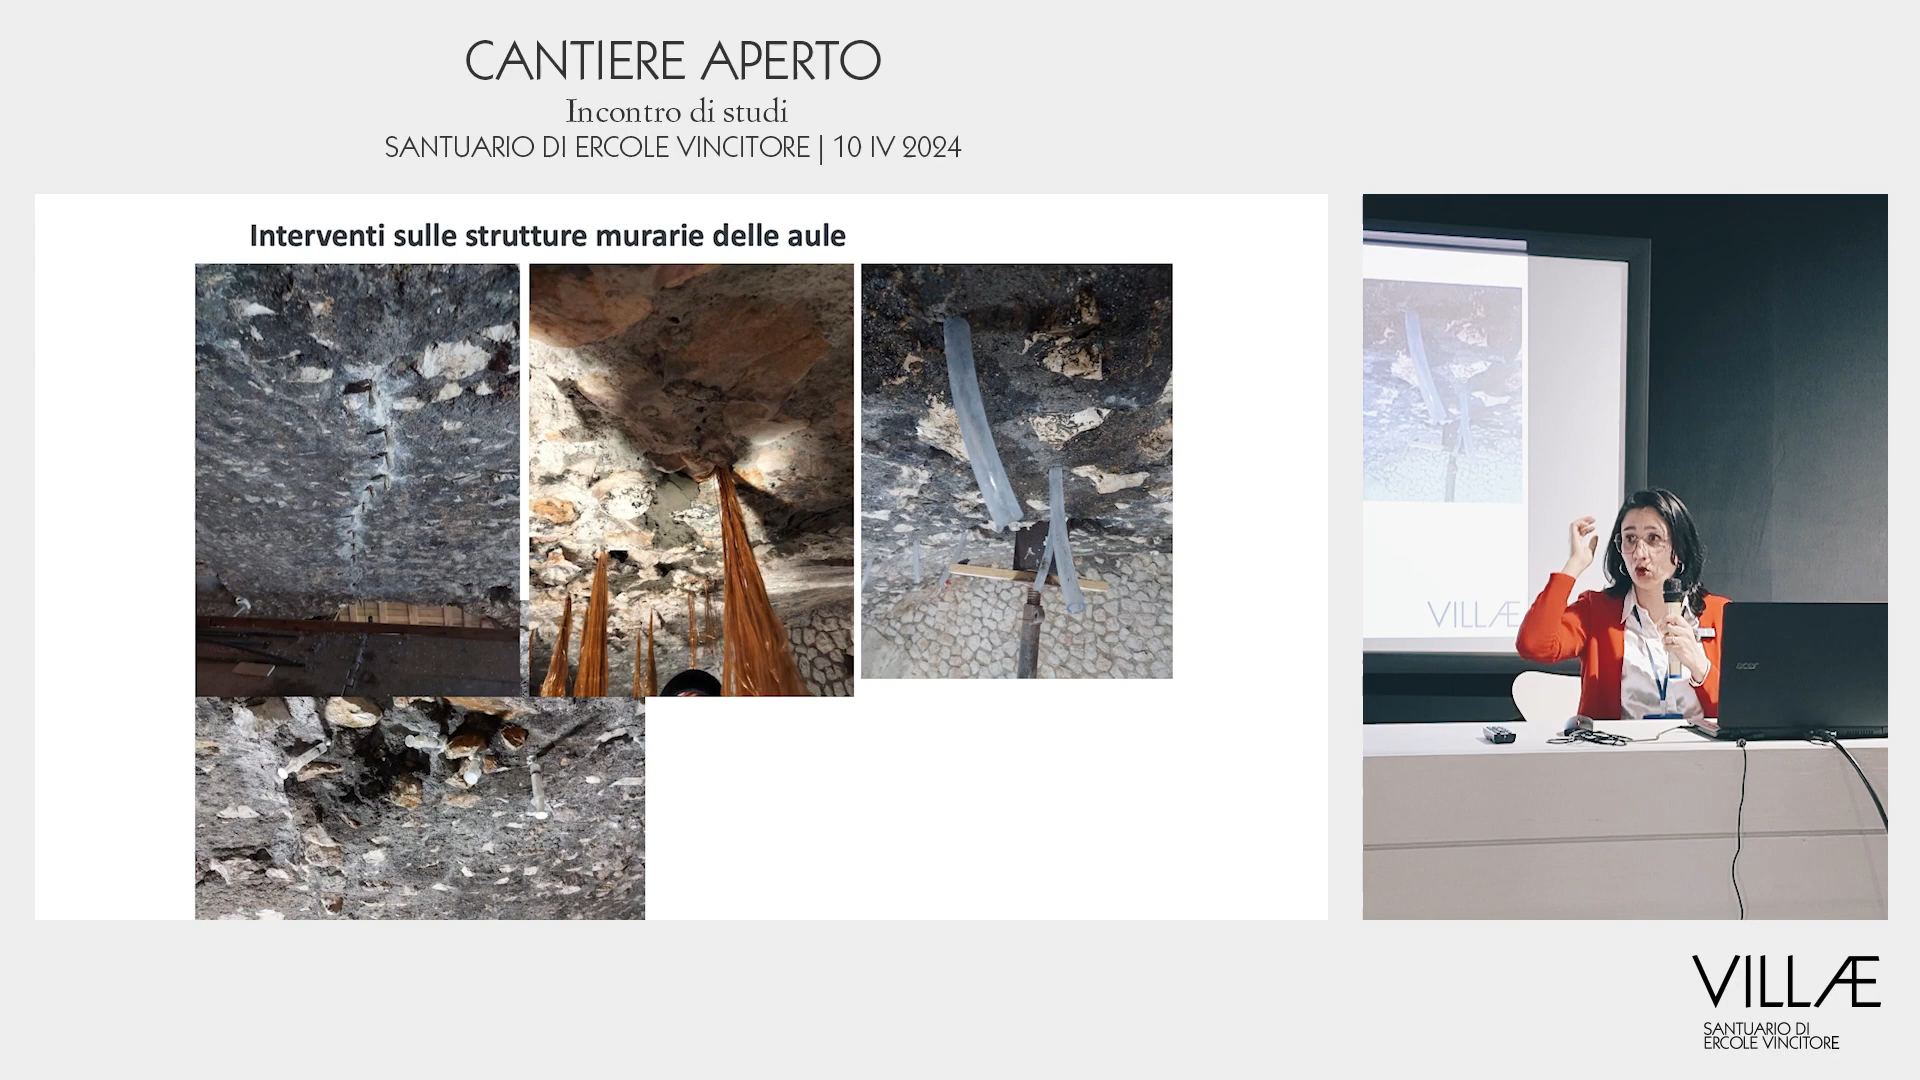 CANTIERE APERTO
Incontro di studi
SANTUARIO DI ERCOLE VINCITORE | 10 IV 2024
Interventi sulle strutture murarie delle aule
VILLÆ
acer
VILLÆ
SANTUARIO DI
ERCOLE VINCITORE